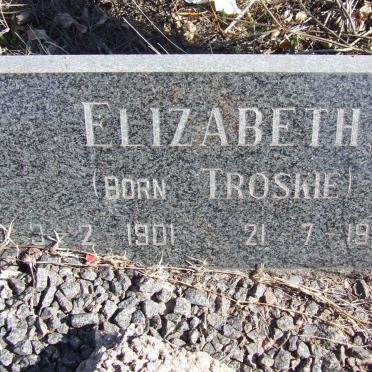 ELIZABETH
(BORN TROSKIE)
2 1901 21 7 19